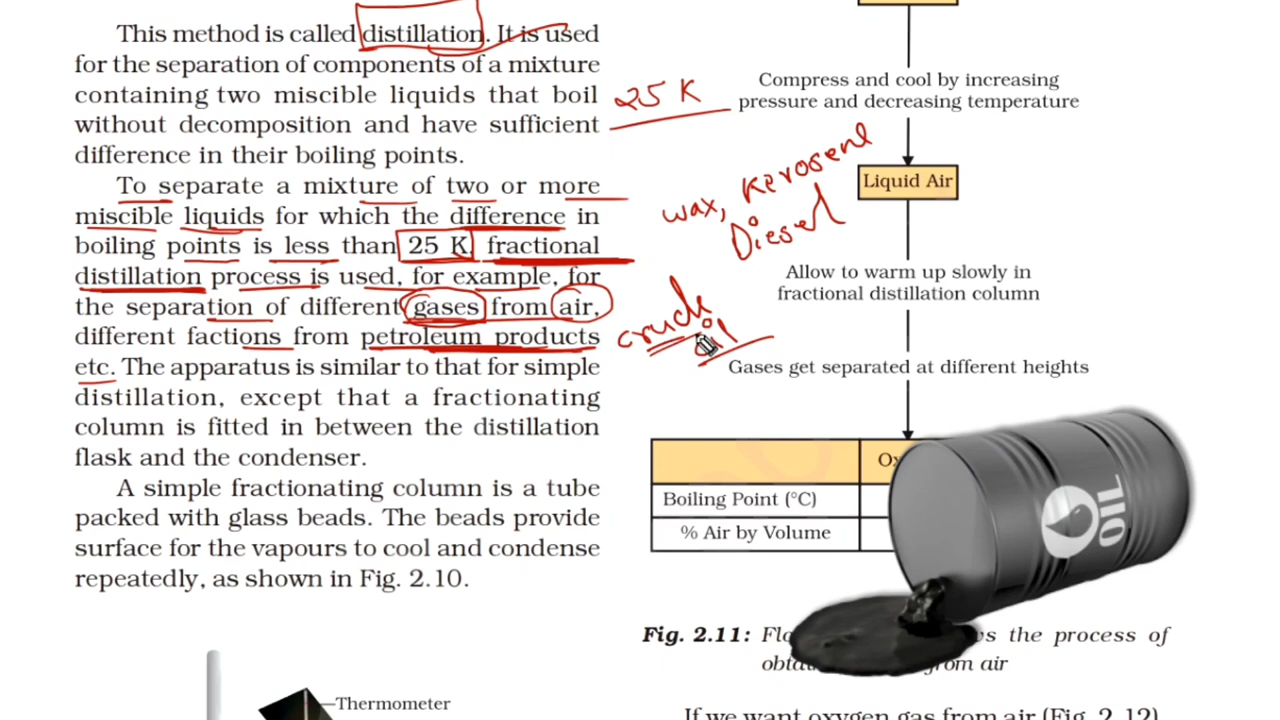 This method is called distillation. It is used
for the separation of components of a mixture
containing two miscible liquids that boil
without decomposition and have sufficient
difference in their boiling points.
To separate a mixture of two or more
miscible liquids for which the difference in
boiling points is less than 25 K, fractional
distillation process is used, for example, for
the separation of different gases from air,
different factions from petroleum products
etc. The apparatus is similar to that for simple
distillation, except that a fractionating
column is fitted in between the distillation
flask and the condenser.
A simple fractionating column is a tube
packed with glass beads. The beads provide
surface for the vapours to cool and condense
repeatedly, as shown in Fig. 2.10.
Thermometer
25 K
wax, Kerosene
Diesel
crude
oil
Compress and cool by increasing
pressure and decreasing temperature
Liquid Air
Allow to warm up slowly in
fractional distillation column
Gases get separated at different heights
Boiling Point (°C)
% Air by Volume
OIL
Fig. 2.11: the process of
from air
If we want oxygen gas from air (Fig. 2.12)